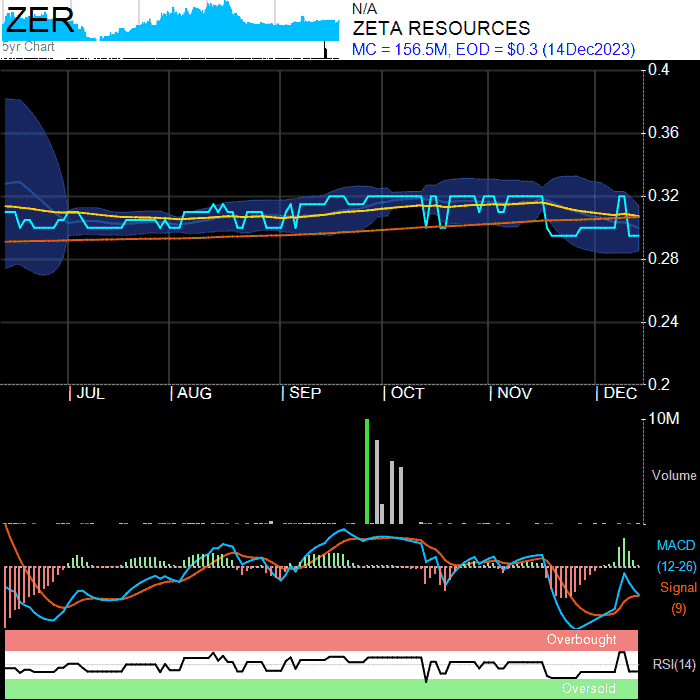 ZER
5yr Chart
N/A
ZETA RESOURCES
MC = 156.5M, EOD = $0.3 (14Dec2023)
0.4
0.36
0.32
0.28
0.24
0.2
| JUL | AUG | SEP | OCT | NOV | DEC
10M
Volume
MACD
(12-26)
Signal
(9)
Overbought
RSI(14)
Oversold